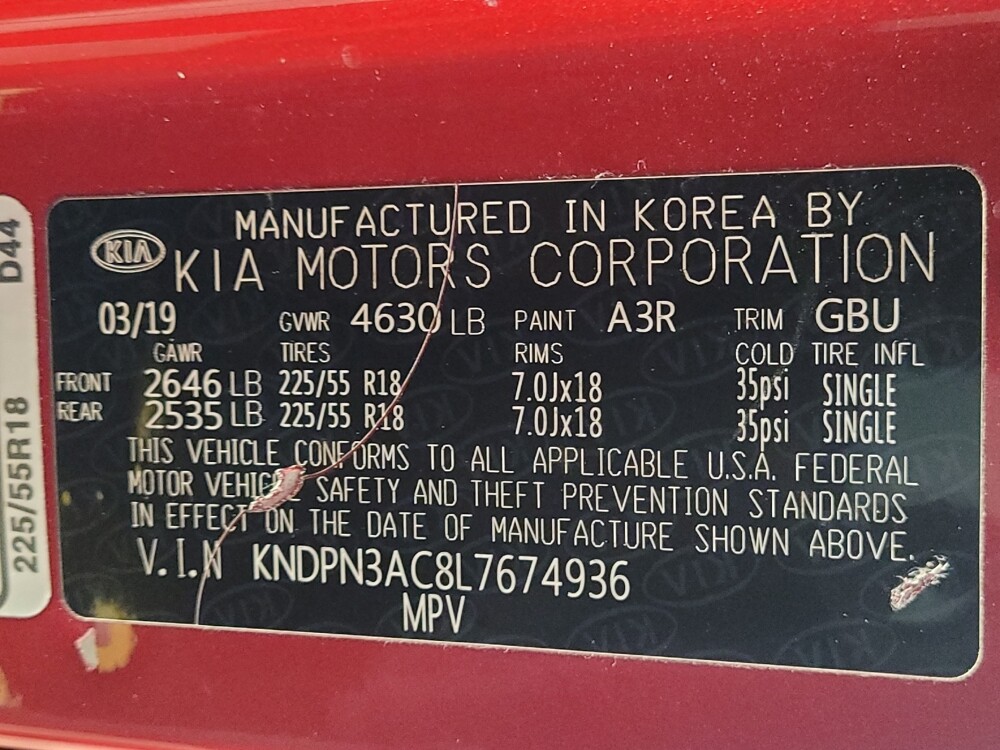 MANUFACTURED IN KOREA BY
KIA KIA MOTORS CORPORATION
03/19 GVWR 4630 LB PAINT A3R TRIM GBU
GAWR TIRES RIMS COLD TIRE INFL
FRONT 2646 LB 225/55 R18 7.0Jx18 35psi SINGLE
REAR 2535 LB 225/55 R18 7.0Jx18 35psi SINGLE
THIS VEHICLE CONFORMS TO ALL APPLICABLE U.S.A. FEDERAL
MOTOR VEHICLE SAFETY AND THEFT PREVENTION STANDARDS
IN EFFECT ON THE DATE OF MANUFACTURE SHOWN ABOVE.
V.I.N KNDPN3AC8L7674936
MPV
225/55R18 D44